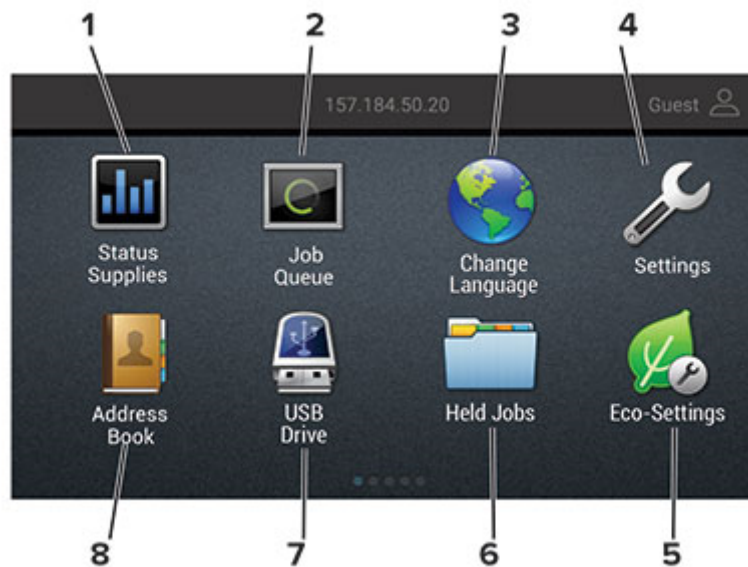 1 2 3 4
157.184.50.20 Guest
Status Supplies
Job Queue
Change Language
Settings
Address Book
USB Drive
Held Jobs
Eco-Settings
8 7 6 5